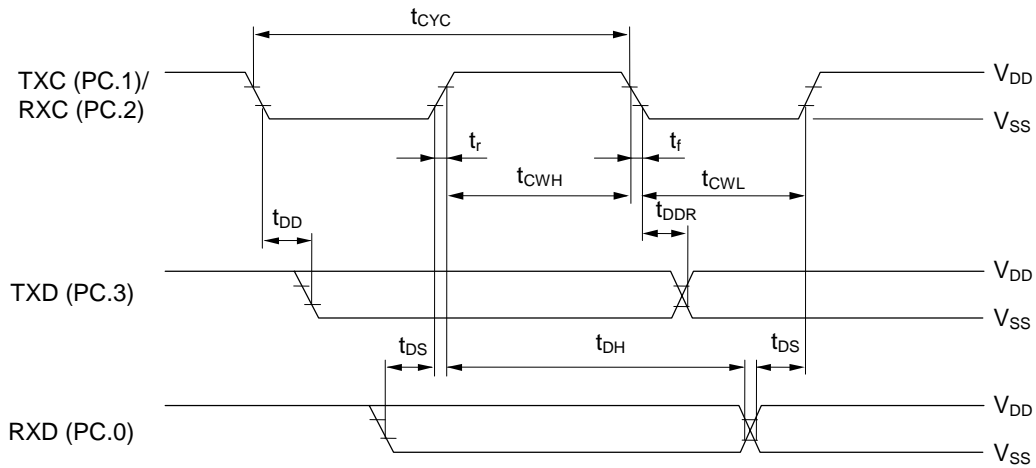 tCYC
TXC (PC.1)/
RXC (PC.2)
VDD
VSS
tr
tf
tCWH
tCWL
tDD
tDDR
TXD (PC.3)
VDD
VSS
tDS
tDH
tDS
RXD (PC.0)
VDD
VSS